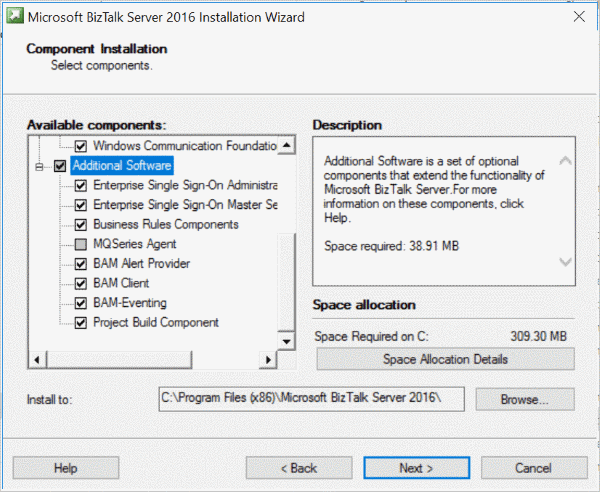 Microsoft BizTalk Server 2016 Installation Wizard
Component Installation
Select components.
Available components:
Windows Communication Foundatio
Additional Software
Enterprise Single Sign-On Administra
Enterprise Single Sign-On Master Se
Business Rules Components
MQSeries Agent
BAM Alert Provider
BAM Client
BAM-Eventing
Project Build Component
Description
Additional Software is a set of optional
components that extend the functionality of
Microsoft BizTalk Server.For more
information on these components, click
Help.
Space required: 38.91 MB
Space allocation
Space Required on C: 309.30 MB
Space Allocation Details
Install to: C:\Program Files (x86)\Microsoft BizTalk Server 2016\ Browse...
Help < Back Next > Cancel